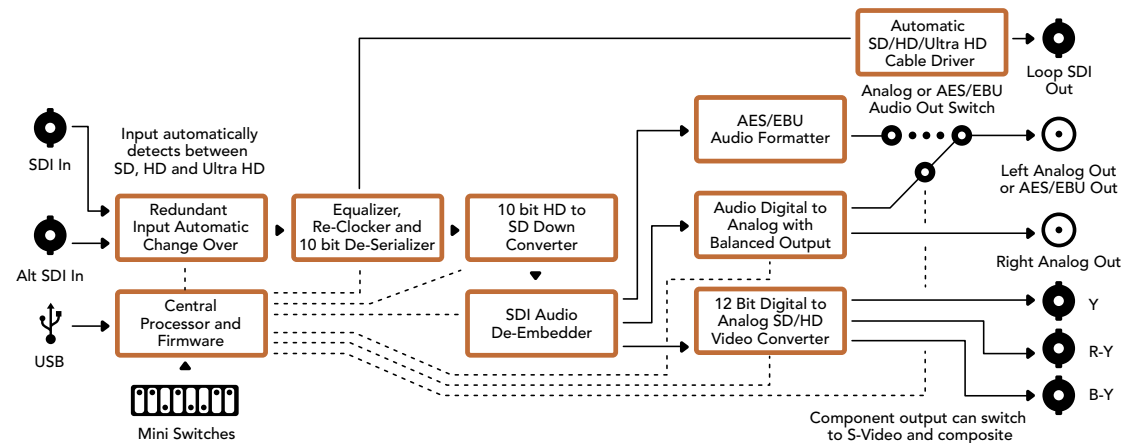 Automatic
SD/HD/Ultra HD
Cable Driver
Loop SDI
Out
Analog or AES/EBU
Audio Out Switch
SDI In
Input automatically
detects between
SD, HD and Ultra HD
AES/EBU
Audio Formatter
Left Analog Out
or AES/EBU Out
Redundant
Input Automatic
Change Over
Equalizer,
Re-Clocker and
10 bit De-Serializer
10 bit HD to
SD Down
Converter
Audio Digital to
Analog with
Balanced Output
Right Analog Out
Alt SDI In
Central
Processor and
Firmware
SDI Audio
De-Embedder
12 Bit Digital to
Analog SD/HD
Video Converter
Y
R-Y
B-Y
USB
Mini Switches
Component output can switch
to S-Video and composite